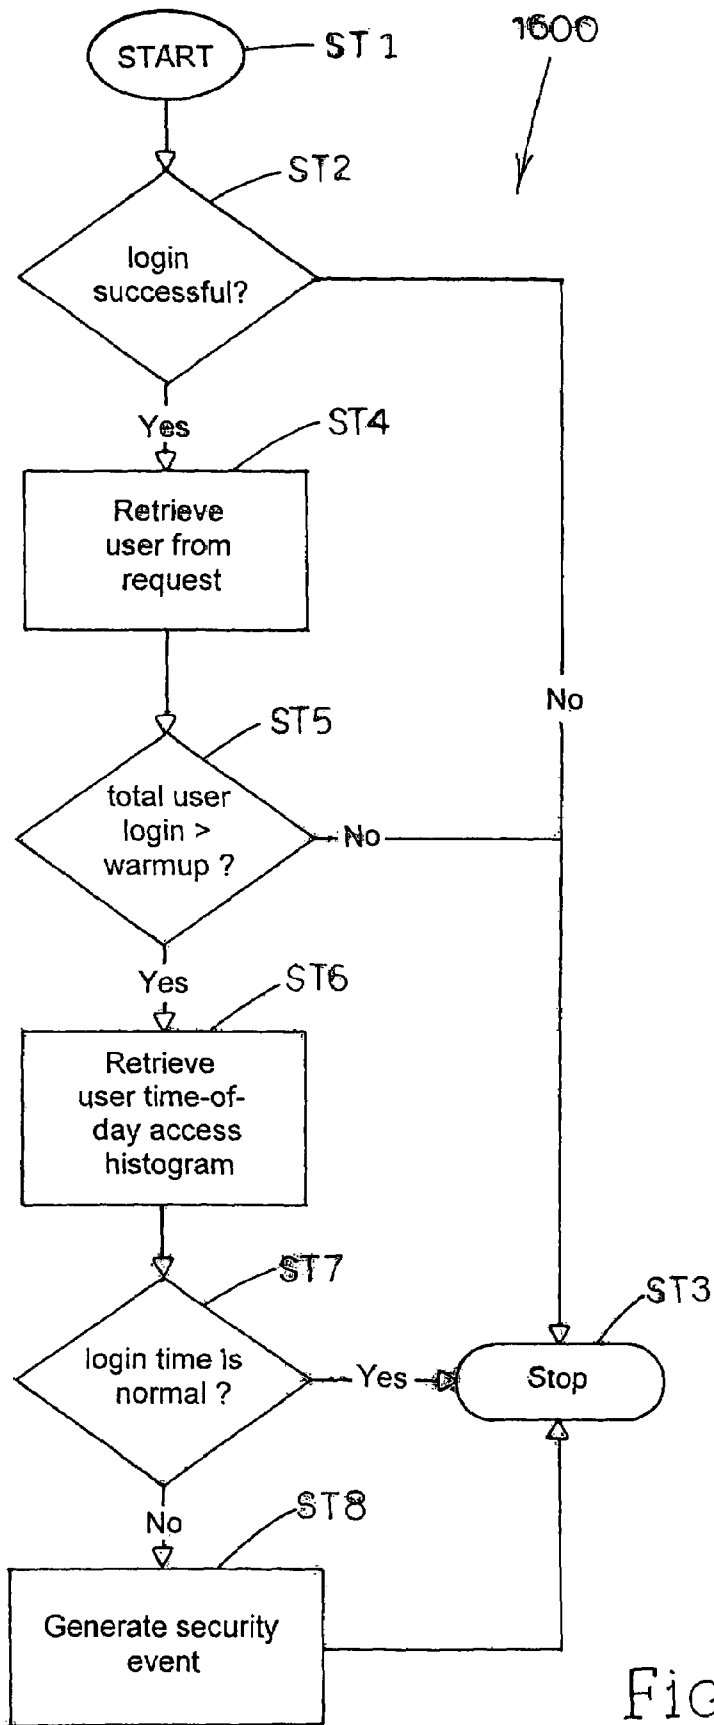 START
ST1
1600
ST2
login
successful?
Yes
ST4
Retrieve
user from
request
No
ST5
total user
login >
warmup ?
No
Yes
ST6
Retrieve
user time-of-
day access
histogram
ST7
login time is
normal ?
Yes
ST3
Stop
No
ST8
Generate security
event
FiG